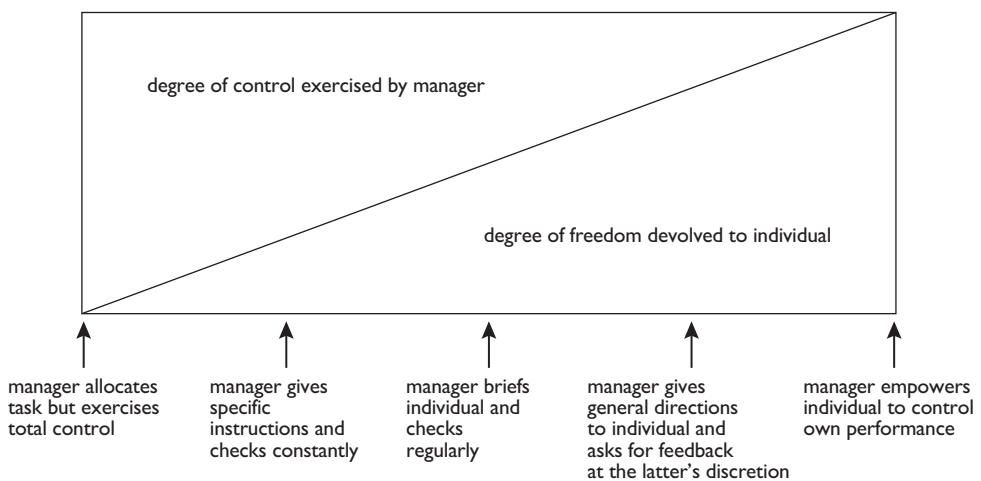 degree of control exercised by manager
degree of freedom devolved to individual
manager allocates
task but exercises
total control
manager gives
specific
instructions and
checks constantly
manager briefs
individual and
checks
regularly
manager gives
general directions
to individual and
asks for feedback
at the latter's discretion
manager empowers
individual to control
own performance